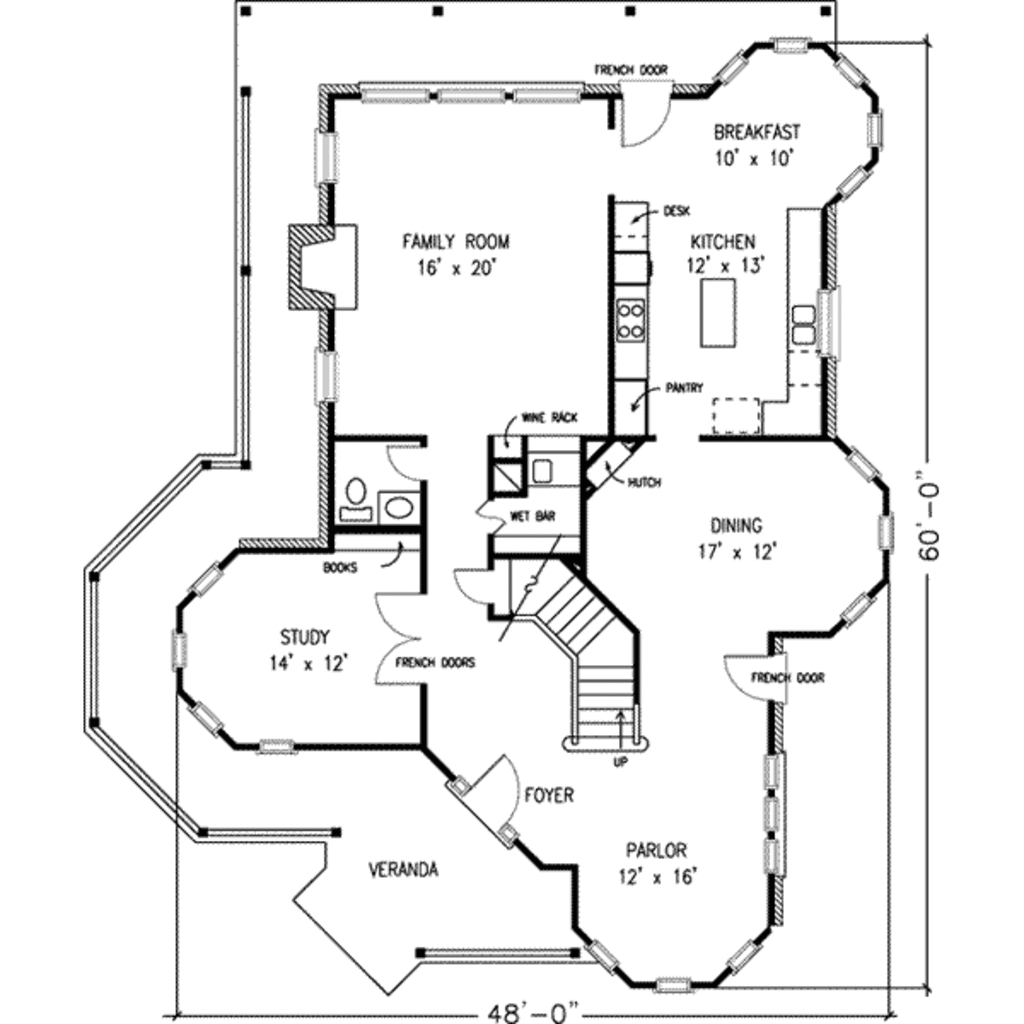 FRENCH DOOR
BREAKFAST
10' x 10'
DESK
FAMILY ROOM
16' x 20'
KITCHEN
12' x 13'
PANTRY
WINE RACK
HUTCH
WET BAR
DINING
17' x 12'
60'-0"
BOOKS
STUDY
14' x 12'
FRENCH DOORS
FRENCH DOOR
UP
FOYER
PARLOR
12' x 16'
VERANDA
48'-0"